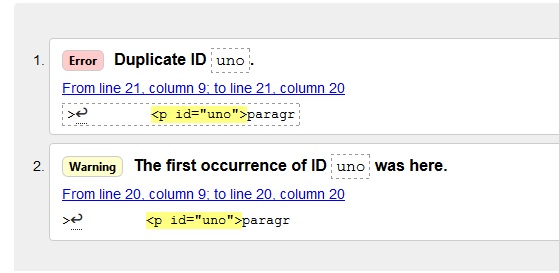 1. Error Duplicate ID uno.
From line 21, column 9; to line 21, column 20
>↩ <p id="uno">paragr
2. Warning The first occurrence of ID uno was here.
From line 20, column 9; to line 20, column 20
>↩ <p id="uno">paragr